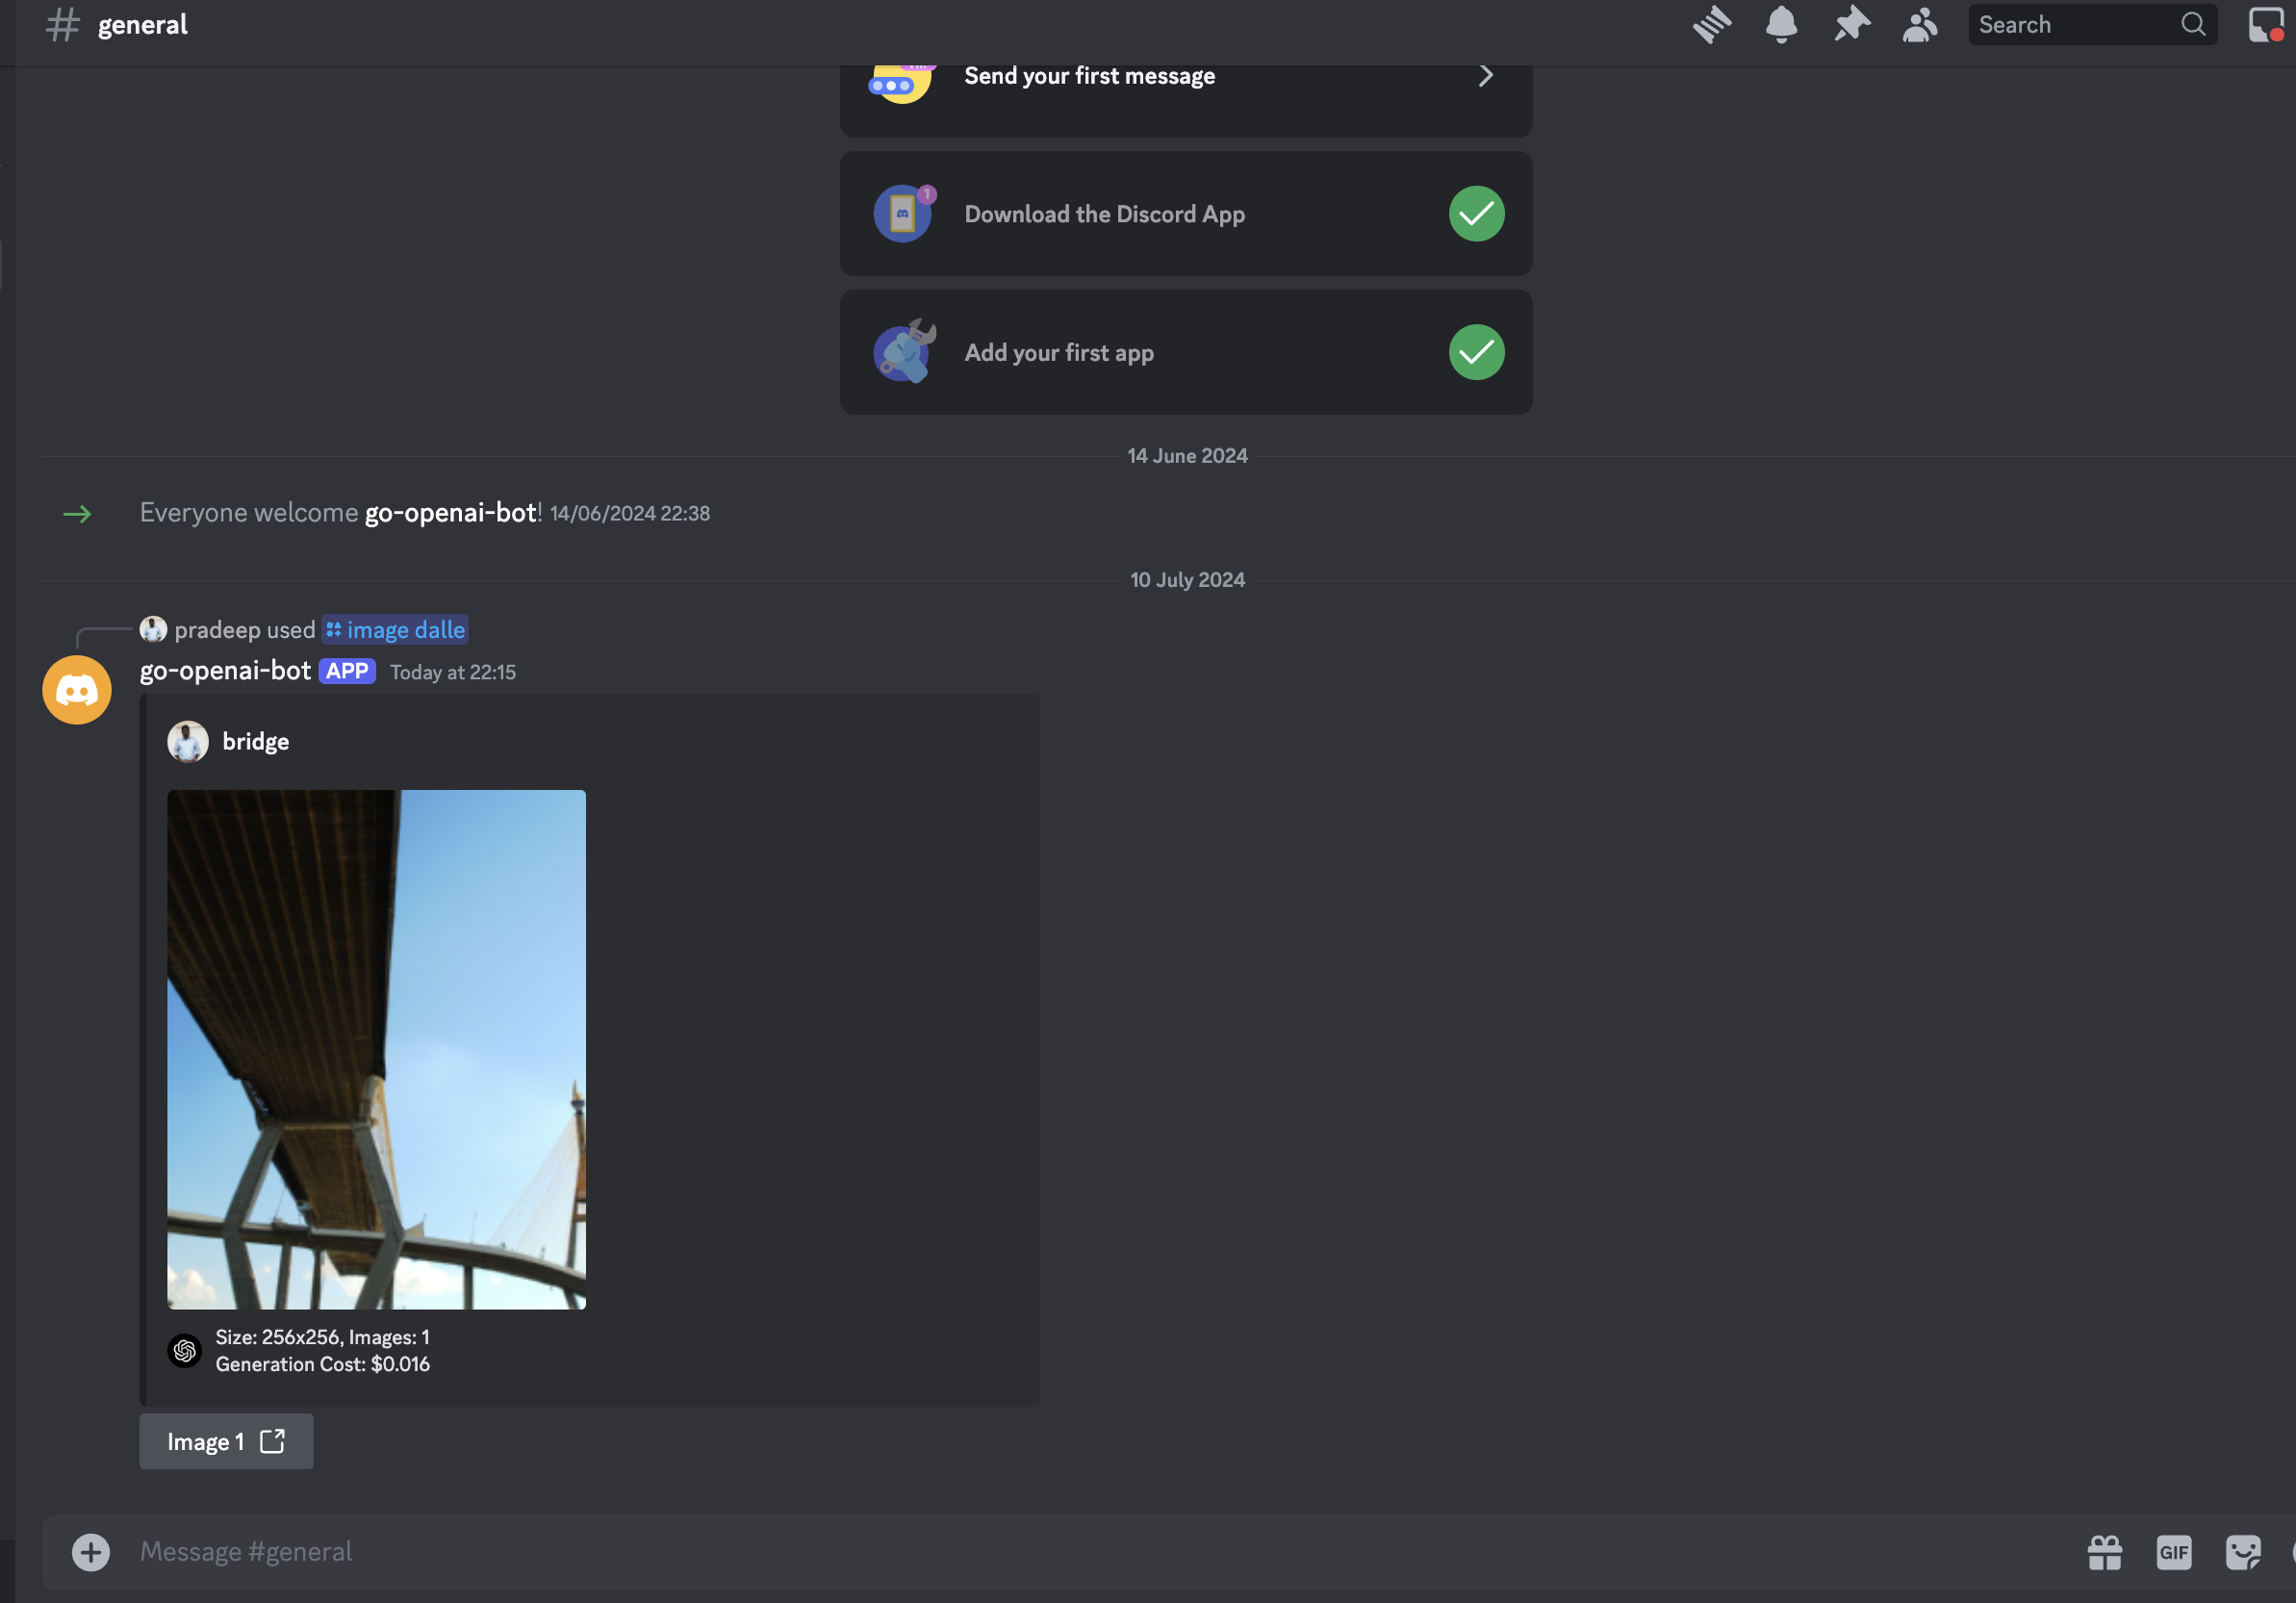 general
Search
Send your first message
1
Download the Discord App
Add your first app
14 June 2024
Everyone welcome go-openai-bot! 14/06/2024 22:38
10 July 2024
pradeep used image dalle
go-openai-bot APP Today at 22:15
bridge
Size: 256x256, Images: 1
Generation Cost: $0.016
Image 1
Message #general
GIF